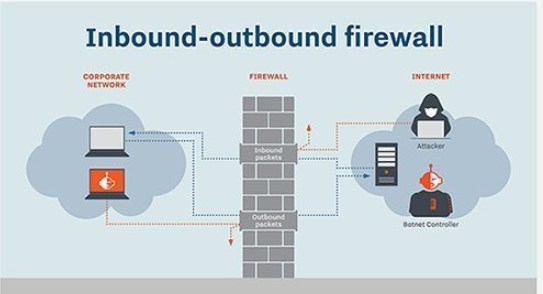 Inbound-outbound firewall
CORPORATE
NETWORK
FIREWALL
INTERNET
Inbound
packets
Attacker
Outbound
packets
Botnet Controller